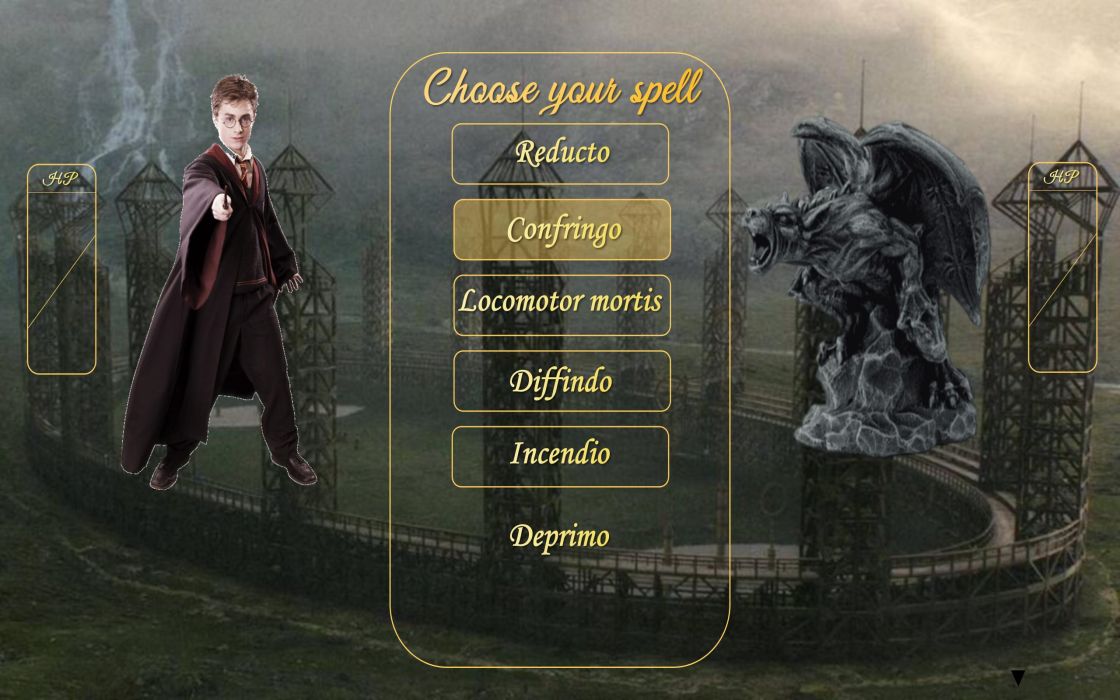 Choose your spell
HP
Reducto
HP
Confringo
Locomotor mortis
Diffindo
Incendio
Deprimo